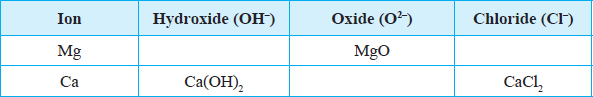 Ion Hydroxide (OH⁻) Oxide (O²⁻) Chloride (Cl⁻)
Mg MgO
Ca Ca(OH)₂ CaCl₂